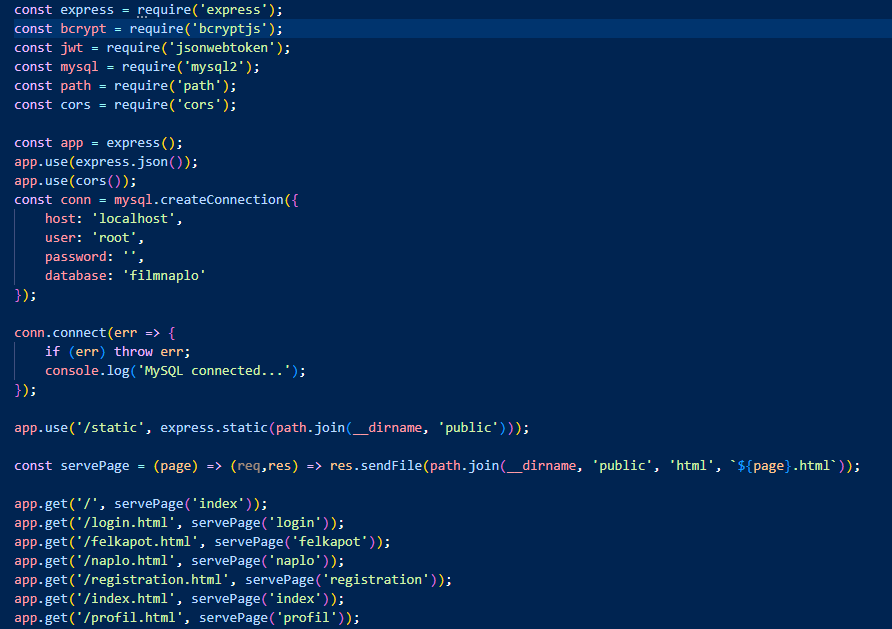 const express = require('express');
const bcrypt = require('bcryptjs');
const jwt = require('jsonwebtoken');
const mysql = require('mysql2');
const path = require('path');
const cors = require('cors');

const app = express();
app.use(express.json());
app.use(cors());
const conn = mysql.createConnection({
    host: 'localhost',
    user: 'root',
    password: '',
    database: 'filmnaplo'
});

conn.connect(err => {
    if (err) throw err;
    console.log('MySQL connected...');
});

app.use('/static', express.static(path.join(__dirname, 'public')));

const servePage = (page) => (req,res) => res.sendFile(path.join(__dirname, 'public', 'html', `${page}.html`));

app.get('/', servePage('index'));
app.get('/login.html', servePage('login'));
app.get('/felkapot.html', servePage('felkapot'));
app.get('/naplo.html', servePage('naplo'));
app.get('/registration.html', servePage('registration'));
app.get('/index.html', servePage('index'));
app.get('/profil.html', servePage('profil'));